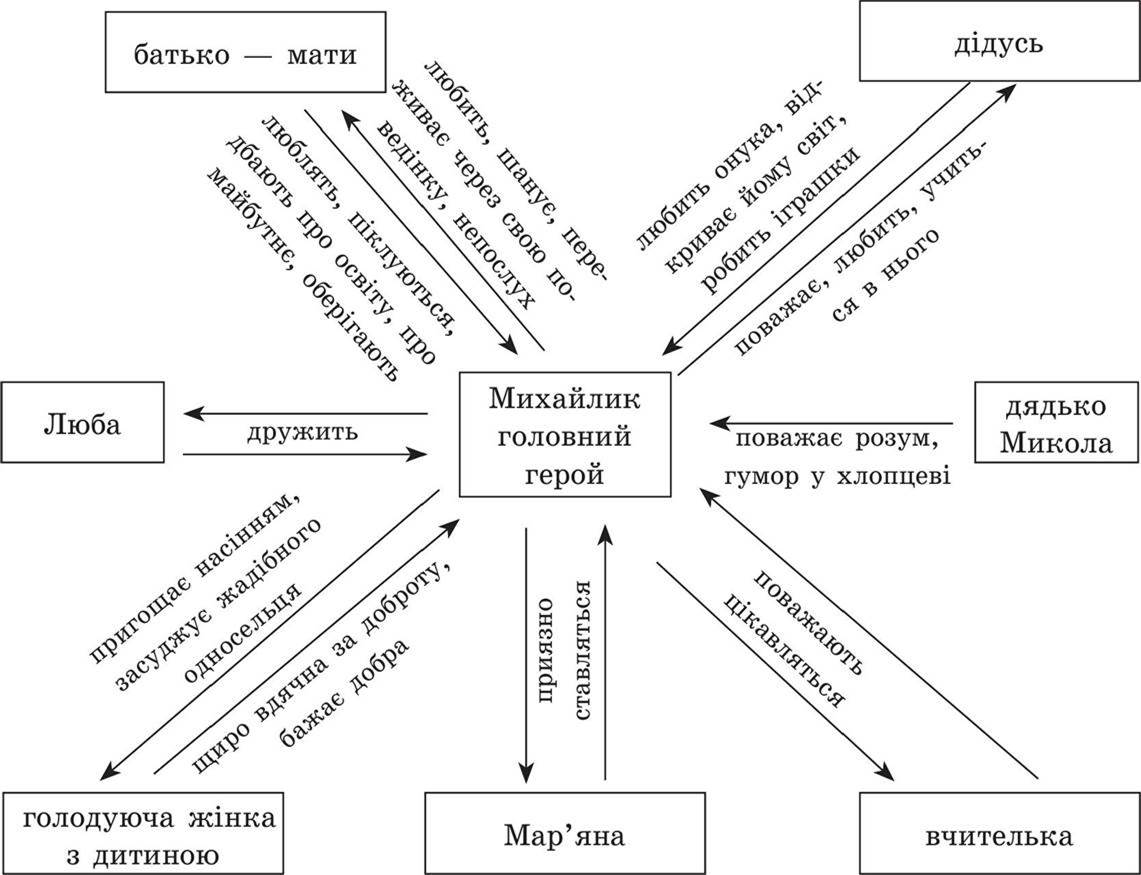 батько — мати
дідусь
люблять, піклуються,
дбають про освіту, про
майбутнє, оберігають
любить, шанує, пере-
живає через свою по-
ведінку, непослух
любить онука, від-
криває йому світ,
робить іграшки
поважає, любить, учить-
ся в нього
Люба
дружить
Михайлик
головний
герой
поважає розум,
гумор у хлопцеві
дядько
Микола
пригощає насінням,
засуджує жадібного
односельця
щиро вдячна за доброту,
бажає добра
приязно
ставляться
поважають
цікавляться
голодуюча жінка
з дитиною
Мар’яна
вчителька